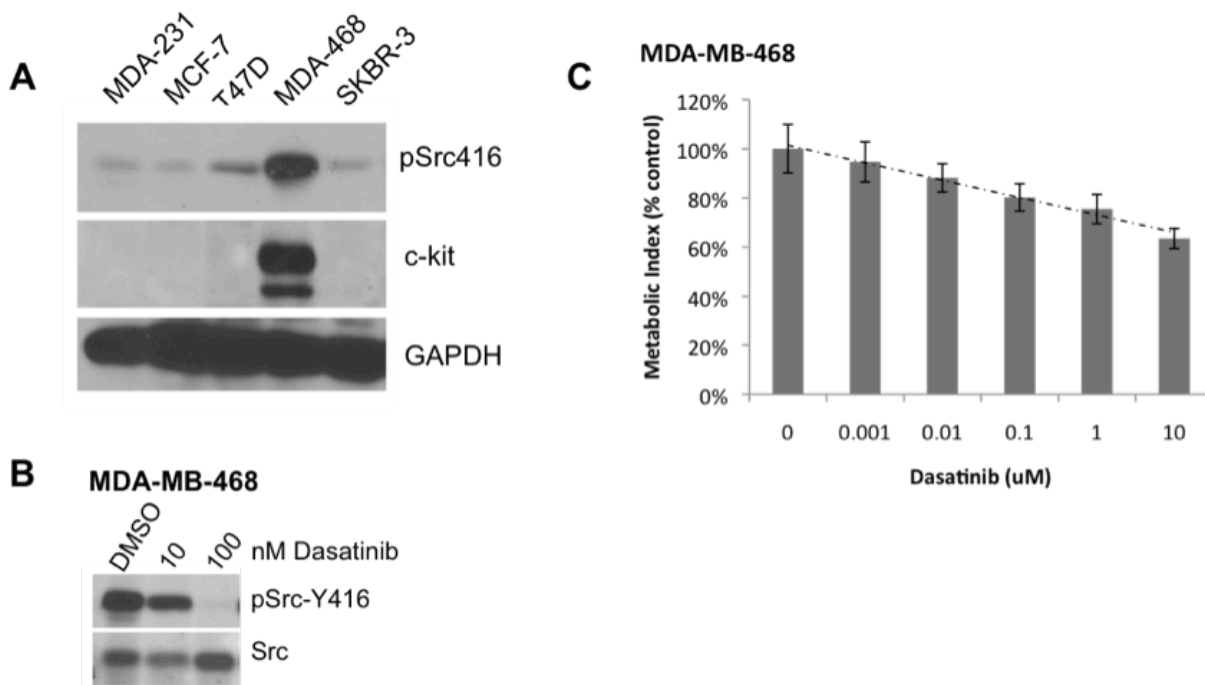 A
MDA-231
MCF-7
T47D
MDA-468
SKBR-3
pSrc416
c-kit
GAPDH
B
MDA-MB-468
DMSO
10
100
nM Dasatinib
pSrc-Y416
Src
C
MDA-MB-468
Metabolic Index (% control)
120%
100%
80%
60%
40%
20%
0%
0 0.001 0.01 0.1 1 10
Dasatinib (uM)